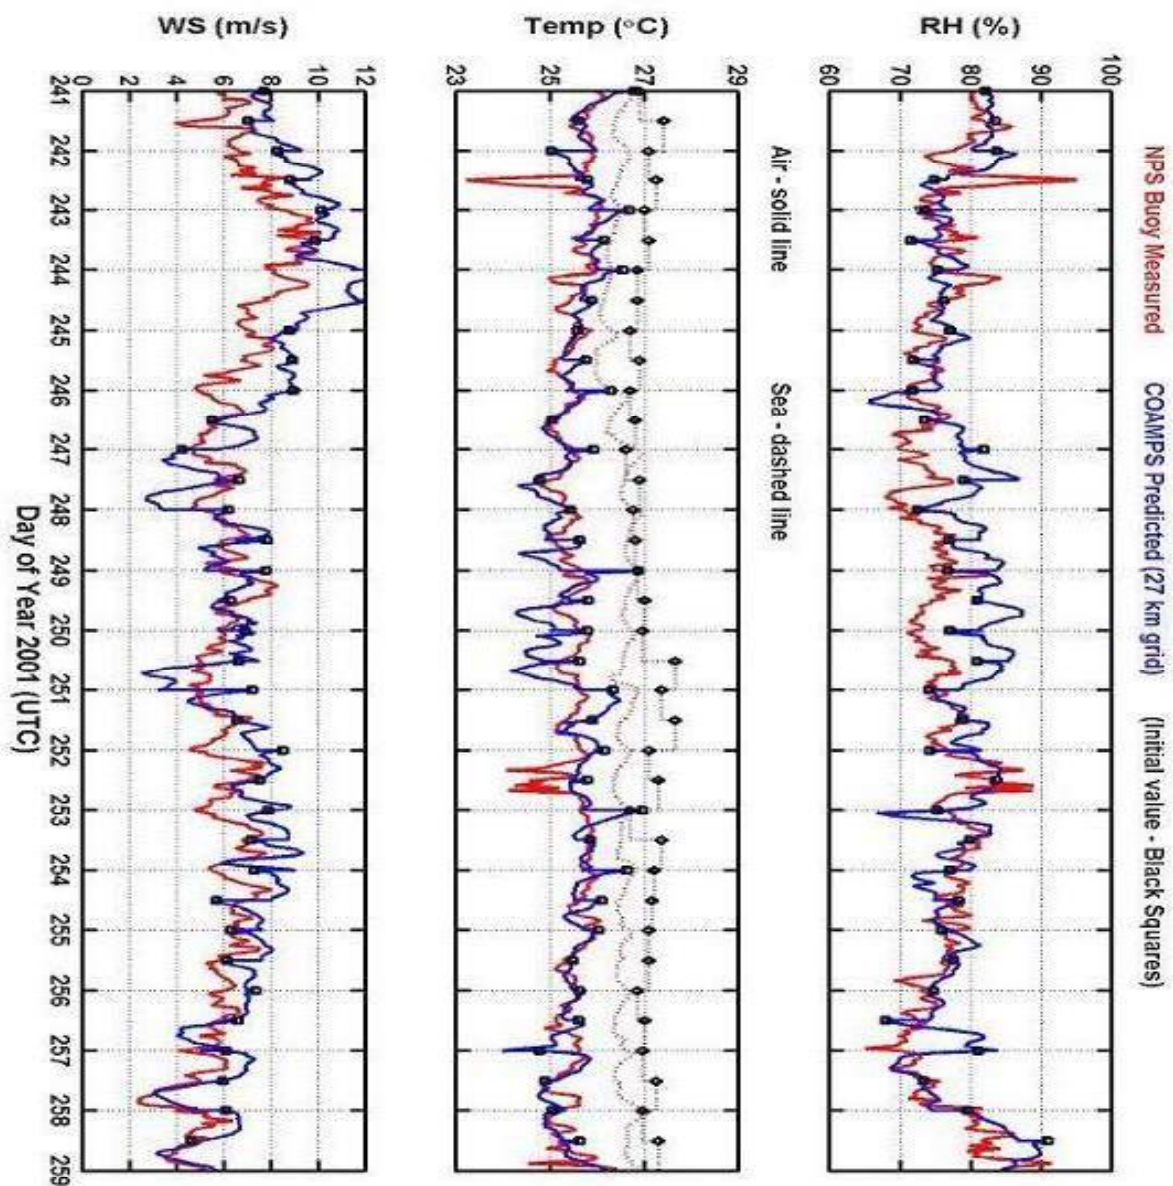 NPS Buoy Measured COAMPS Predicted (27 km grid) (Initial value - Black Squares)
RH (%)
100
90
80
70
60
Air - solid line Sea - dashed line
Temp (°C)
29
27
25
23
WS (m/s)
12
10
8
6
4
2
0
241 242 243 244 245 246 247 248 249 250 251 252 253 254 255 256 257 258 259
Day of Year 2001 (UTC)